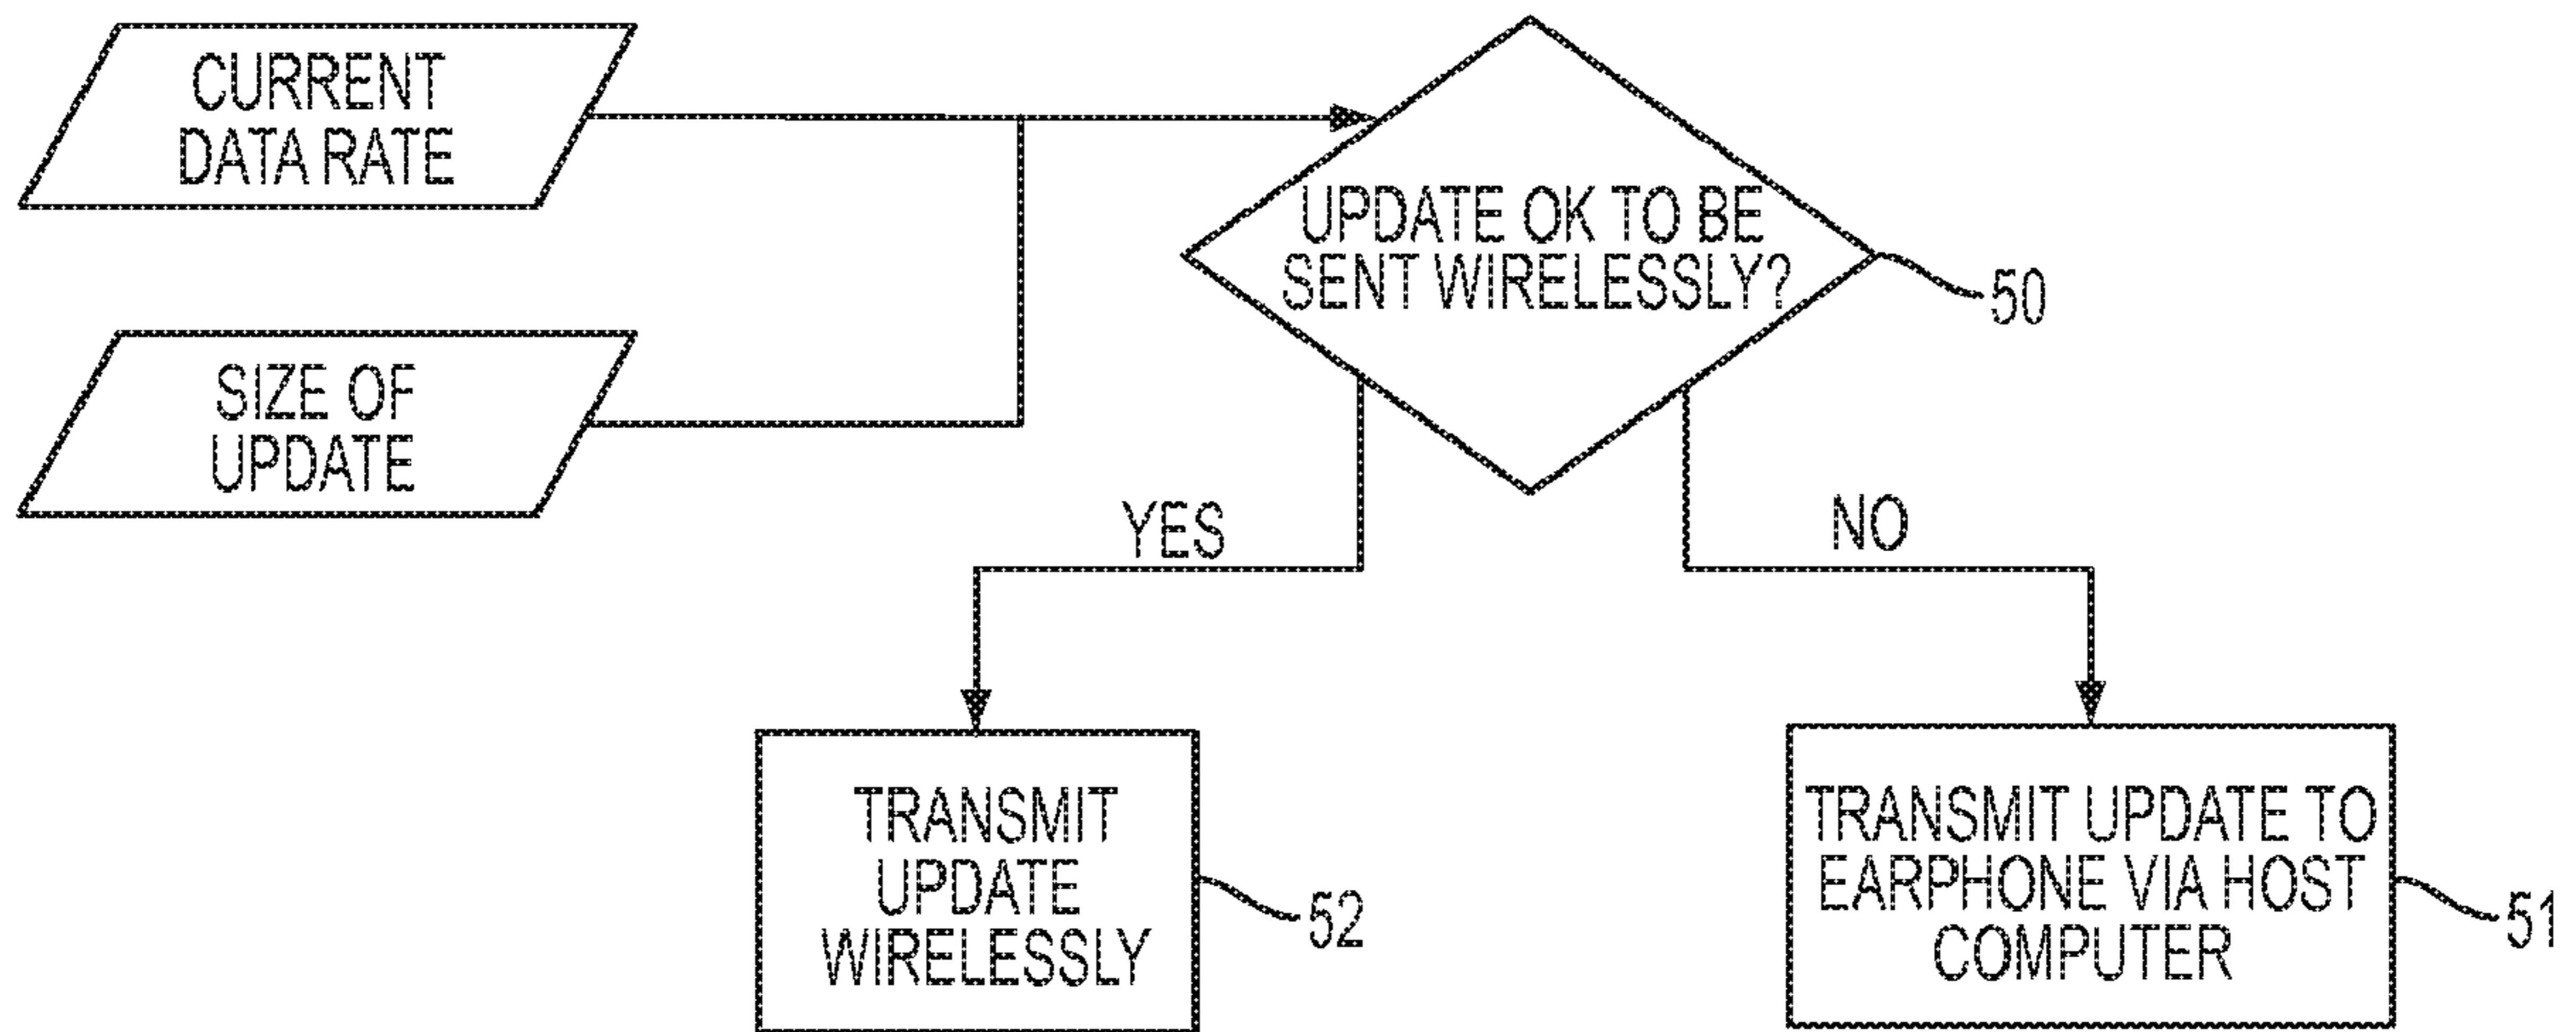 CURRENT
DATA RATE
UPDATE OK TO BE
SENT WIRELESSLY?
50
SIZE OF
UPDATE
YES
NO
TRANSMIT
UPDATE
WIRELESSLY
52
TRANSMIT UPDATE TO
EARPHONE VIA HOST
COMPUTER
51